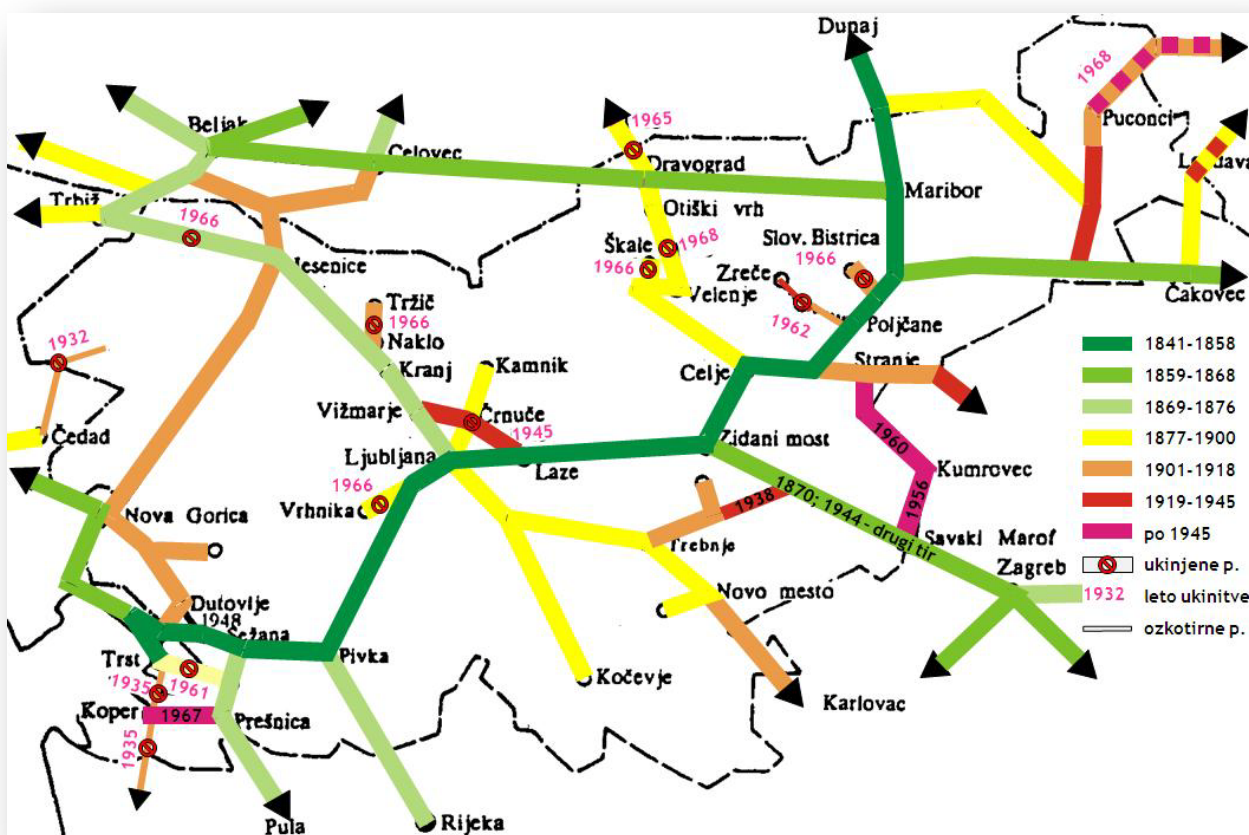 Dunaj
1968
Puconci
Beljak
Celovec
1965
Dravograd
Maribor
Trbiž
1966
Otiški vrh
Škale
1966
1968
Slov. Bistrica
1966
Zreče
Jesenice
Velenje
1962
Poljčane
Čakovec
Tržič
1966
Naklo
Kranj
Kamnik
1932
Čedad
Celje
Stranje
Vižmarje
Črnuče
1945
Ljubljana
Laze
Zidani most
1960
Kumrovec
1966
Vrhnika
1938
1870; 1944 - drugi tir
1956
Nova Gorica
Trebnje
Savski Marof
Zagreb
Dutovlje
1948
Sežana
Novo mesto
Trst
Pivka
1935
1961
Kočevje
Koper
1967
Prešnica
Karlovac
1935
Pula
Rijeka
1841-1858
1859-1868
1869-1876
1877-1900
1901-1918
1919-1945
po 1945
ukinjene p.
1932 leto ukinitve
ozkotirne p.